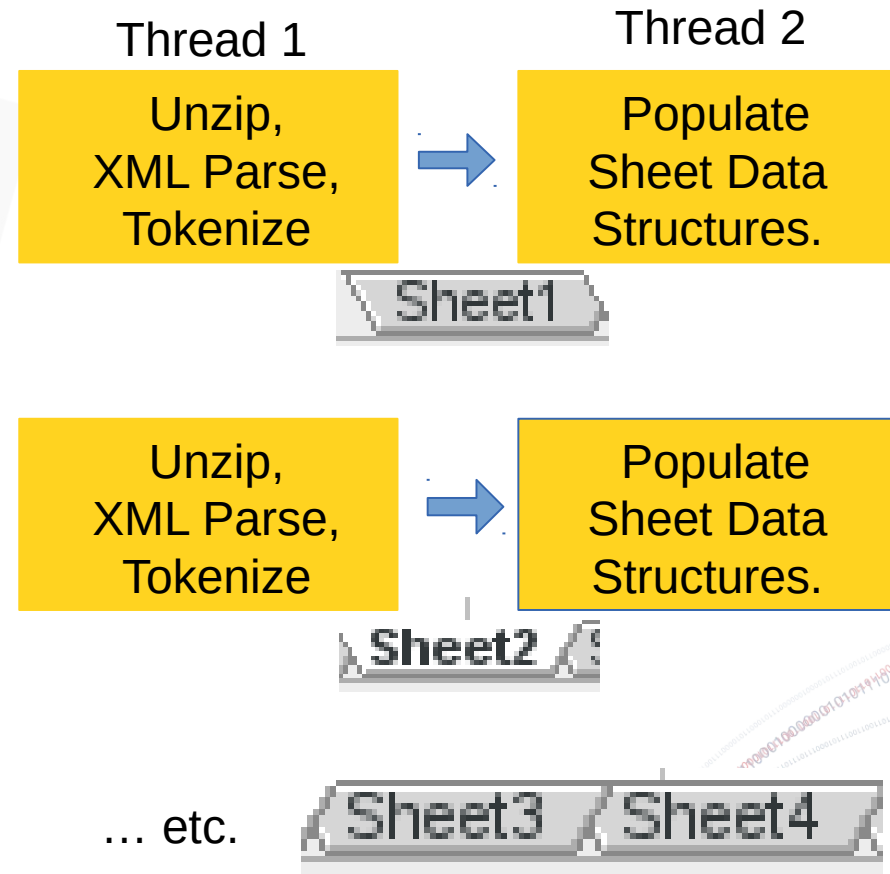 Thread 1
Thread 2
Unzip,
XML Parse,
Tokenize
Populate
Sheet Data
Structures.
Sheet1
Unzip,
XML Parse,
Tokenize
Populate
Sheet Data
Structures.
Sheet2
... etc.
Sheet3
Sheet4